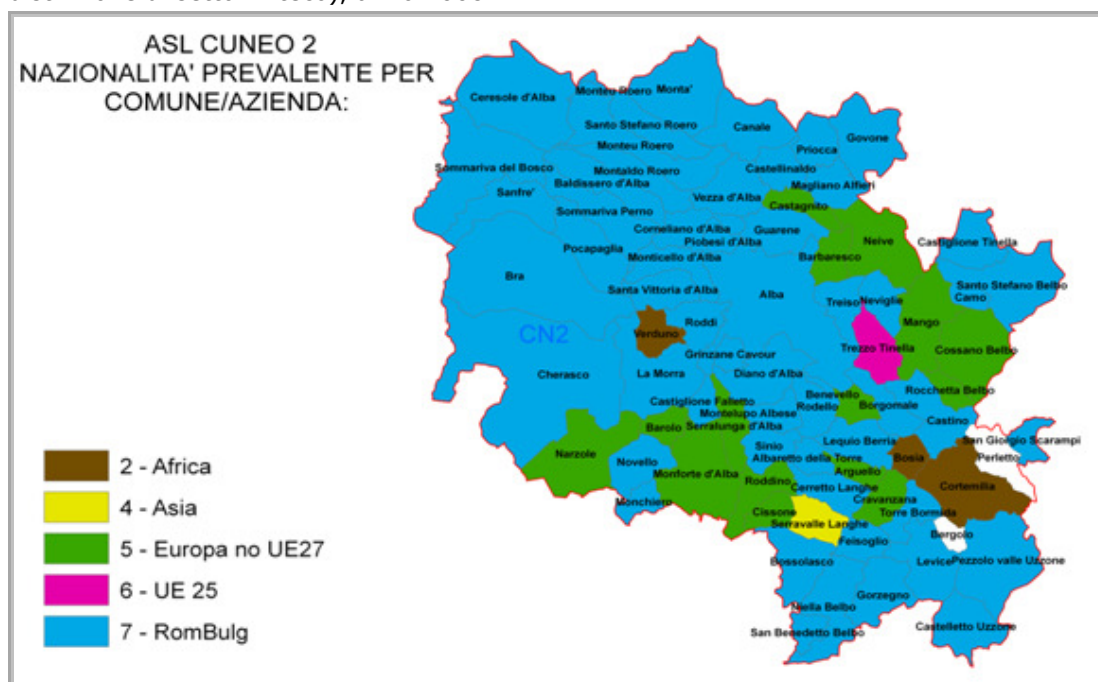 ASL CUNEO 2
NAZIONALITA' PREVALENTE PER
COMUNE/AZIENDA:
Ceresole d'Alba
Monteu Roero
Monta'
Santo Stefano Roero
Canale
Govone
Monteu Roero
Priocca
Sommariva del Bosco
Montaldo Roero
Castellinaldo
Baldissero d'Alba
Magliano Alfieri
Sanfre'
Vezza d'Alba
Castagnito
Sommariva Perno
Corneliano d'Alba
Guarene
Neive
Castiglione Tinella
Pocapaglia
Piobesi d'Alba
Monticello d'Alba
Barbaresco
Bra
Santo Stefano Belbo
Santa Vittoria d'Alba
Alba
Treiso
Neviglie
Camo
Roddi
Mango
Verduno
CN2
Trezzo Tinella
Cossano Belbo
Grinzane Cavour
Cherasco
La Morra
Diano d'Alba
Rocchetta Belbo
Castiglione Falletto
Benevello
Rodello
Borgomale
Montelupo Albese
Barolo
Serralunga d'Alba
Castino
Sinio
Lequio Berria
San Giorgio Scarampi
Narzole
Albaretto della Torre
Bosia
Perletto
Novello
Monforte d'Alba
Arguello
Roddino
Cerretto Langhe
Cortemilia
Monchiero
Cravanzana
Cissone
Torre Bormida
Serravalle Langhe
Feisoglio
Bergolo
Bossolasco
Levice
Pezzolo valle Uzzone
Gorzegno
Niella Belbo
San Benedetto Belbo
Castelletto Uzzone
2 - Africa
4 - Asia
5 - Europa no UE27
6 - UE 25
7 - RomBulg